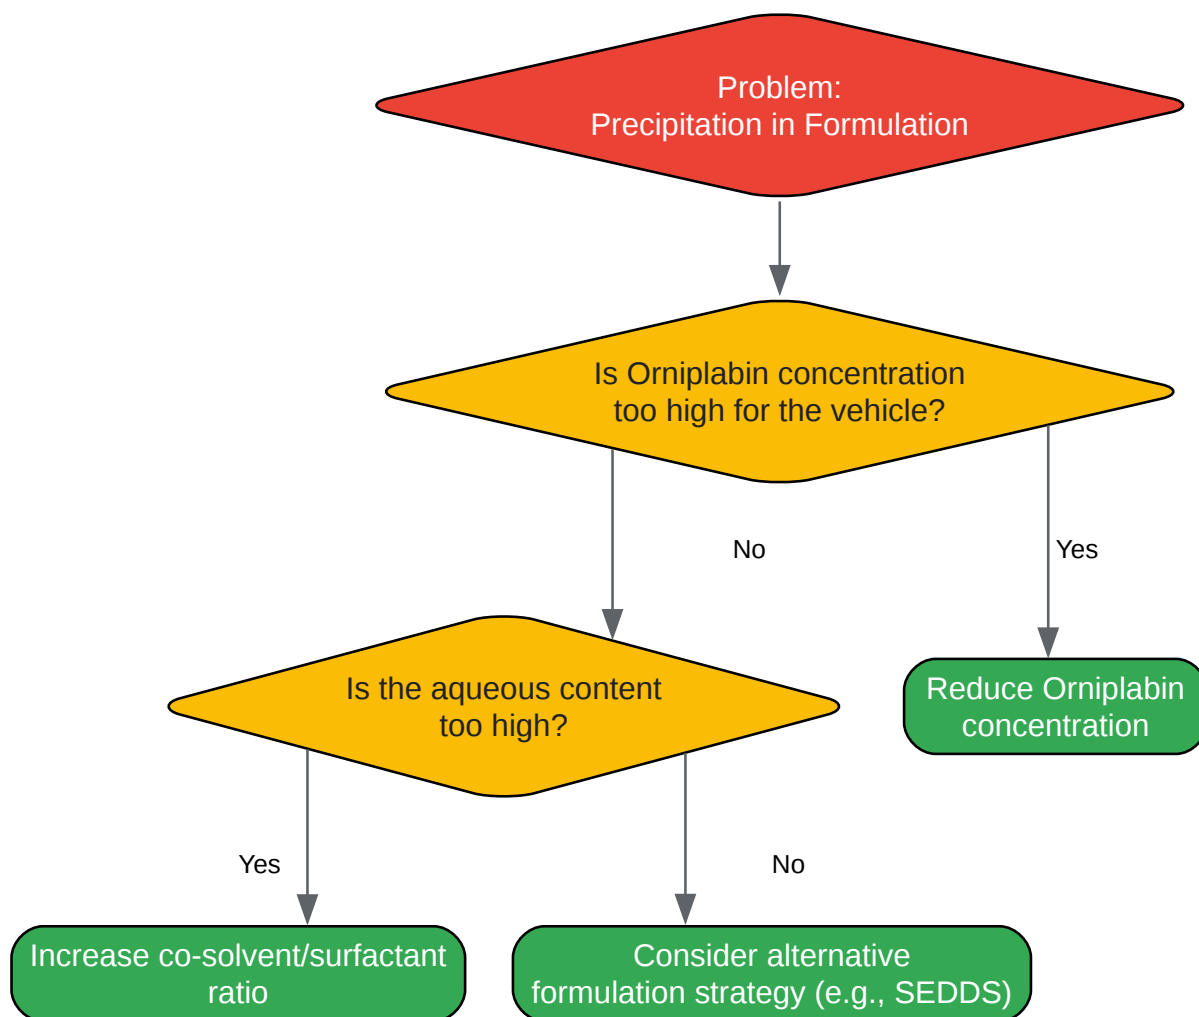 Problem:
Precipitation in Formulation
Is Orniplabin concentration
too high for the vehicle?
No
Yes
Is the aqueous content
too high?
Reduce Orniplabin
concentration
Yes
No
Increase co-solvent/surfactant
ratio
Consider alternative
formulation strategy (e.g., SEDDS)